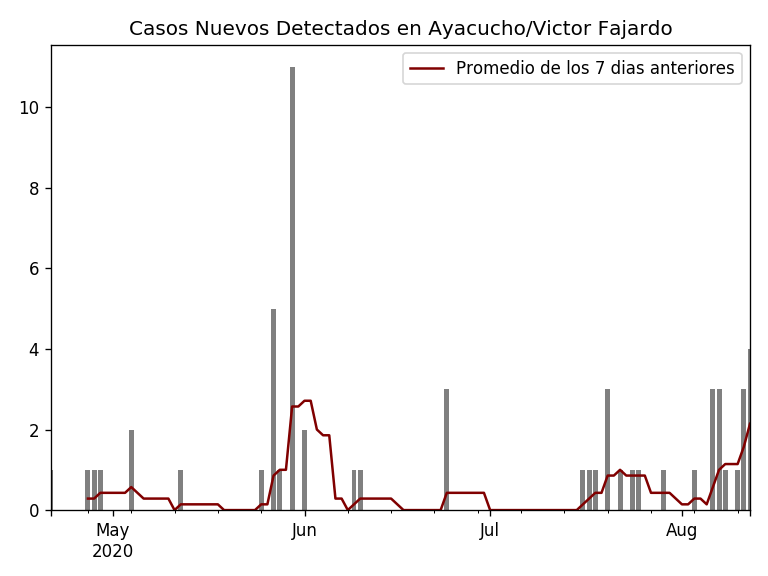 Casos Nuevos Detectados en Ayacucho/Victor Fajardo
Promedio de los 7 dias anteriores
10
8
6
4
2
0
May Jun Jul Aug
2020